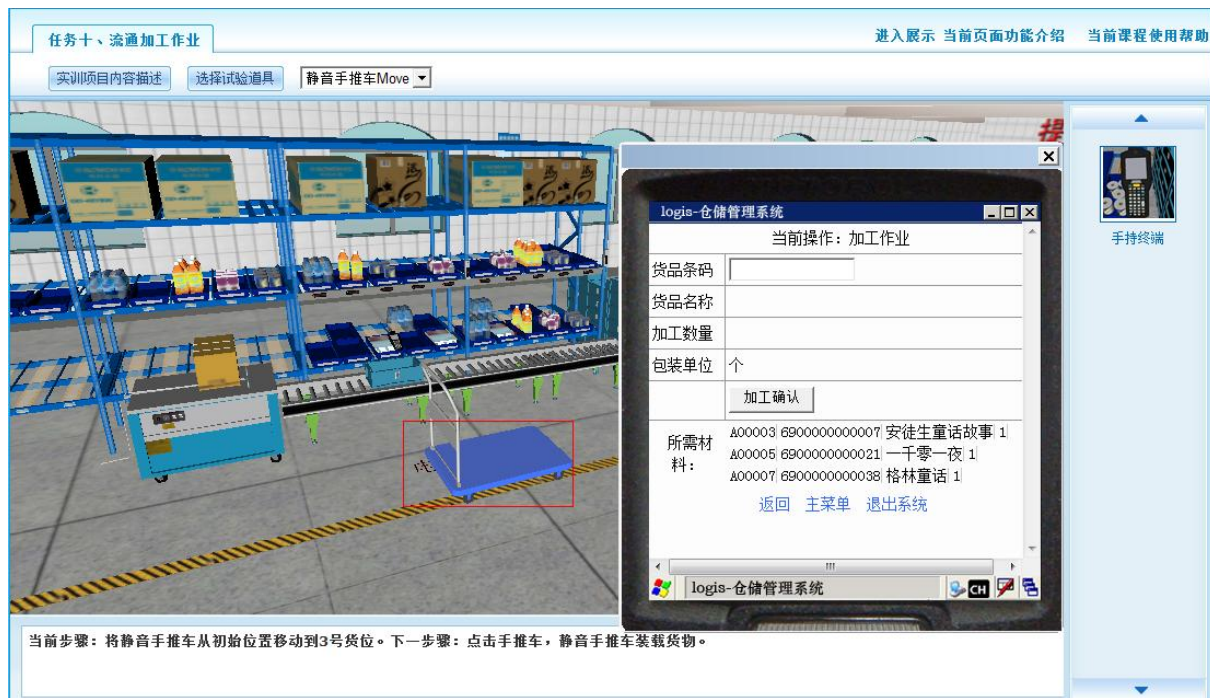 任务十、流通加工作业
进入展示 当前页面功能介绍 当前课程使用帮助
实训项目内容描述 选择试验道具 静音手推车Move
提
手持终端
logis-仓储管理系统
当前操作：加工作业
货品条码
货品名称
加工数量
包装单位 个
加工确认
所需材料：
A00003|6900000000007|安徒生童话故事|1|
A00005|6900000000021|一千零一夜|1|
A00007|6900000000038|格林童话|1|
返回 主菜单 退出系统
logis-仓储管理系统 CH
当前步骤：将静音手推车从初始位置移动到3号货位。下一步骤：点击手推车，静音手推车装载货物。